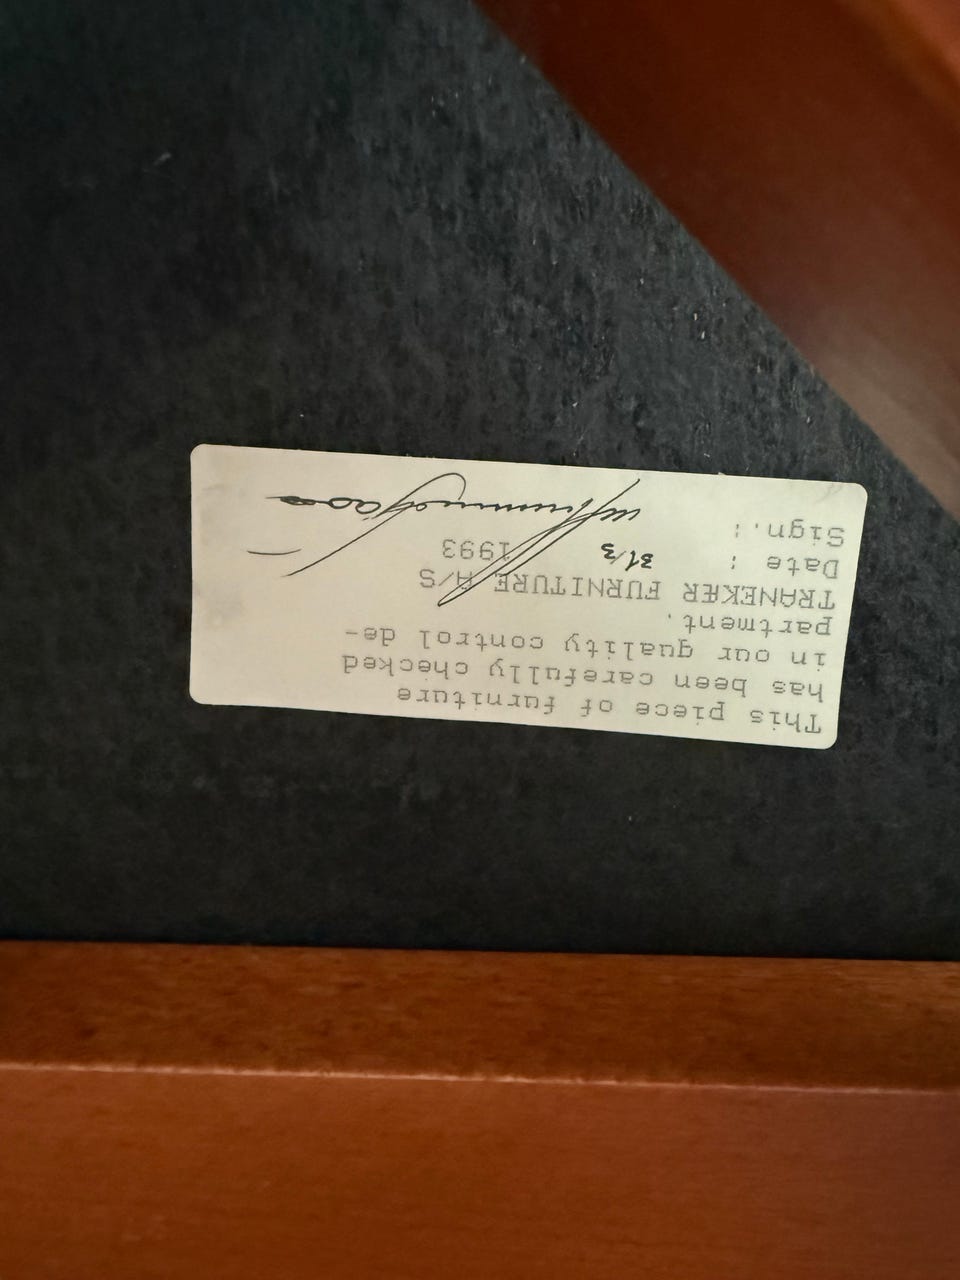 This piece of furniture
has been carefully checked
in our quality control de-
partment.
TRANEKÆR FURNITURE A/S
Date : 31/3 1993
Sign.: